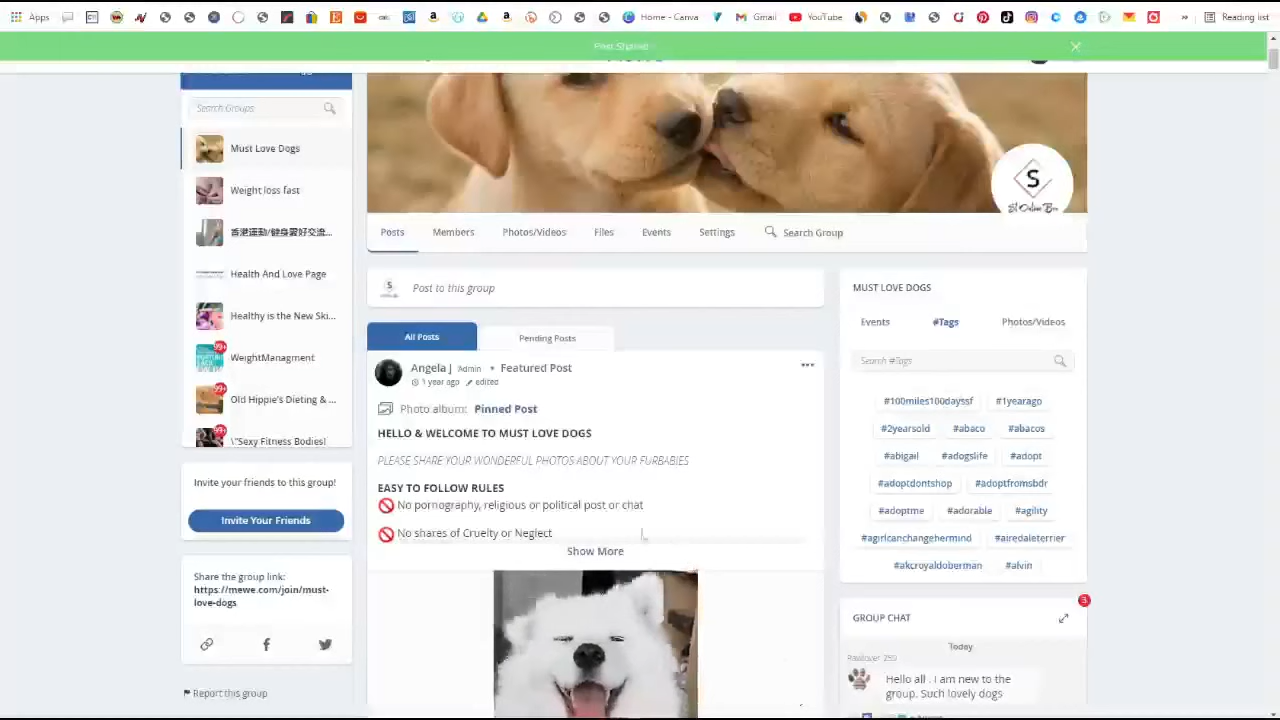 Apps
Home - Canva
Gmail
YouTube
»
Reading list
Post Shared
Search Groups
Must Love Dogs
Weight loss fast
香港運動/健身愛好交流...
Health And Love Page
Healthy is the New Ski...
99+
WeightManagment
99+
Old Hippie's Dieting & ...
99+
\"Sexy Fitness Bodies!
Invite your friends to this group!
Invite Your Friends
Share the group link:
https://mewe.com/join/must-
love-dogs
Report this group
S
Posts
Members
Photos/Videos
Files
Events
Settings
Search Group
S
Post to this group
All Posts
Pending Posts
Angela J Admin • Featured Post
1 year ago edited
Photo album: Pinned Post
HELLO & WELCOME TO MUST LOVE DOGS
PLEASE SHARE YOUR WONDERFUL PHOTOS ABOUT YOUR FURBABIES
EASY TO FOLLOW RULES
🚫 No pornography, religious or political post or chat
🚫 No shares of Cruelty or Neglect
Show More
MUST LOVE DOGS
Events
#Tags
Photos/Videos
Search #Tags
#100miles100dayssf #1yearago
#2yearsold #abaco #abacos
#abigail #adogslife #adopt
#adoptdontshop #adoptfromsbdr
#adoptme #adorable #agility
#agirlcanchangehermind #airedaleterrier
#akcroyaldoberman #alvin
GROUP CHAT
Today
Hello all . I am new to the
group. Such lovely dogs